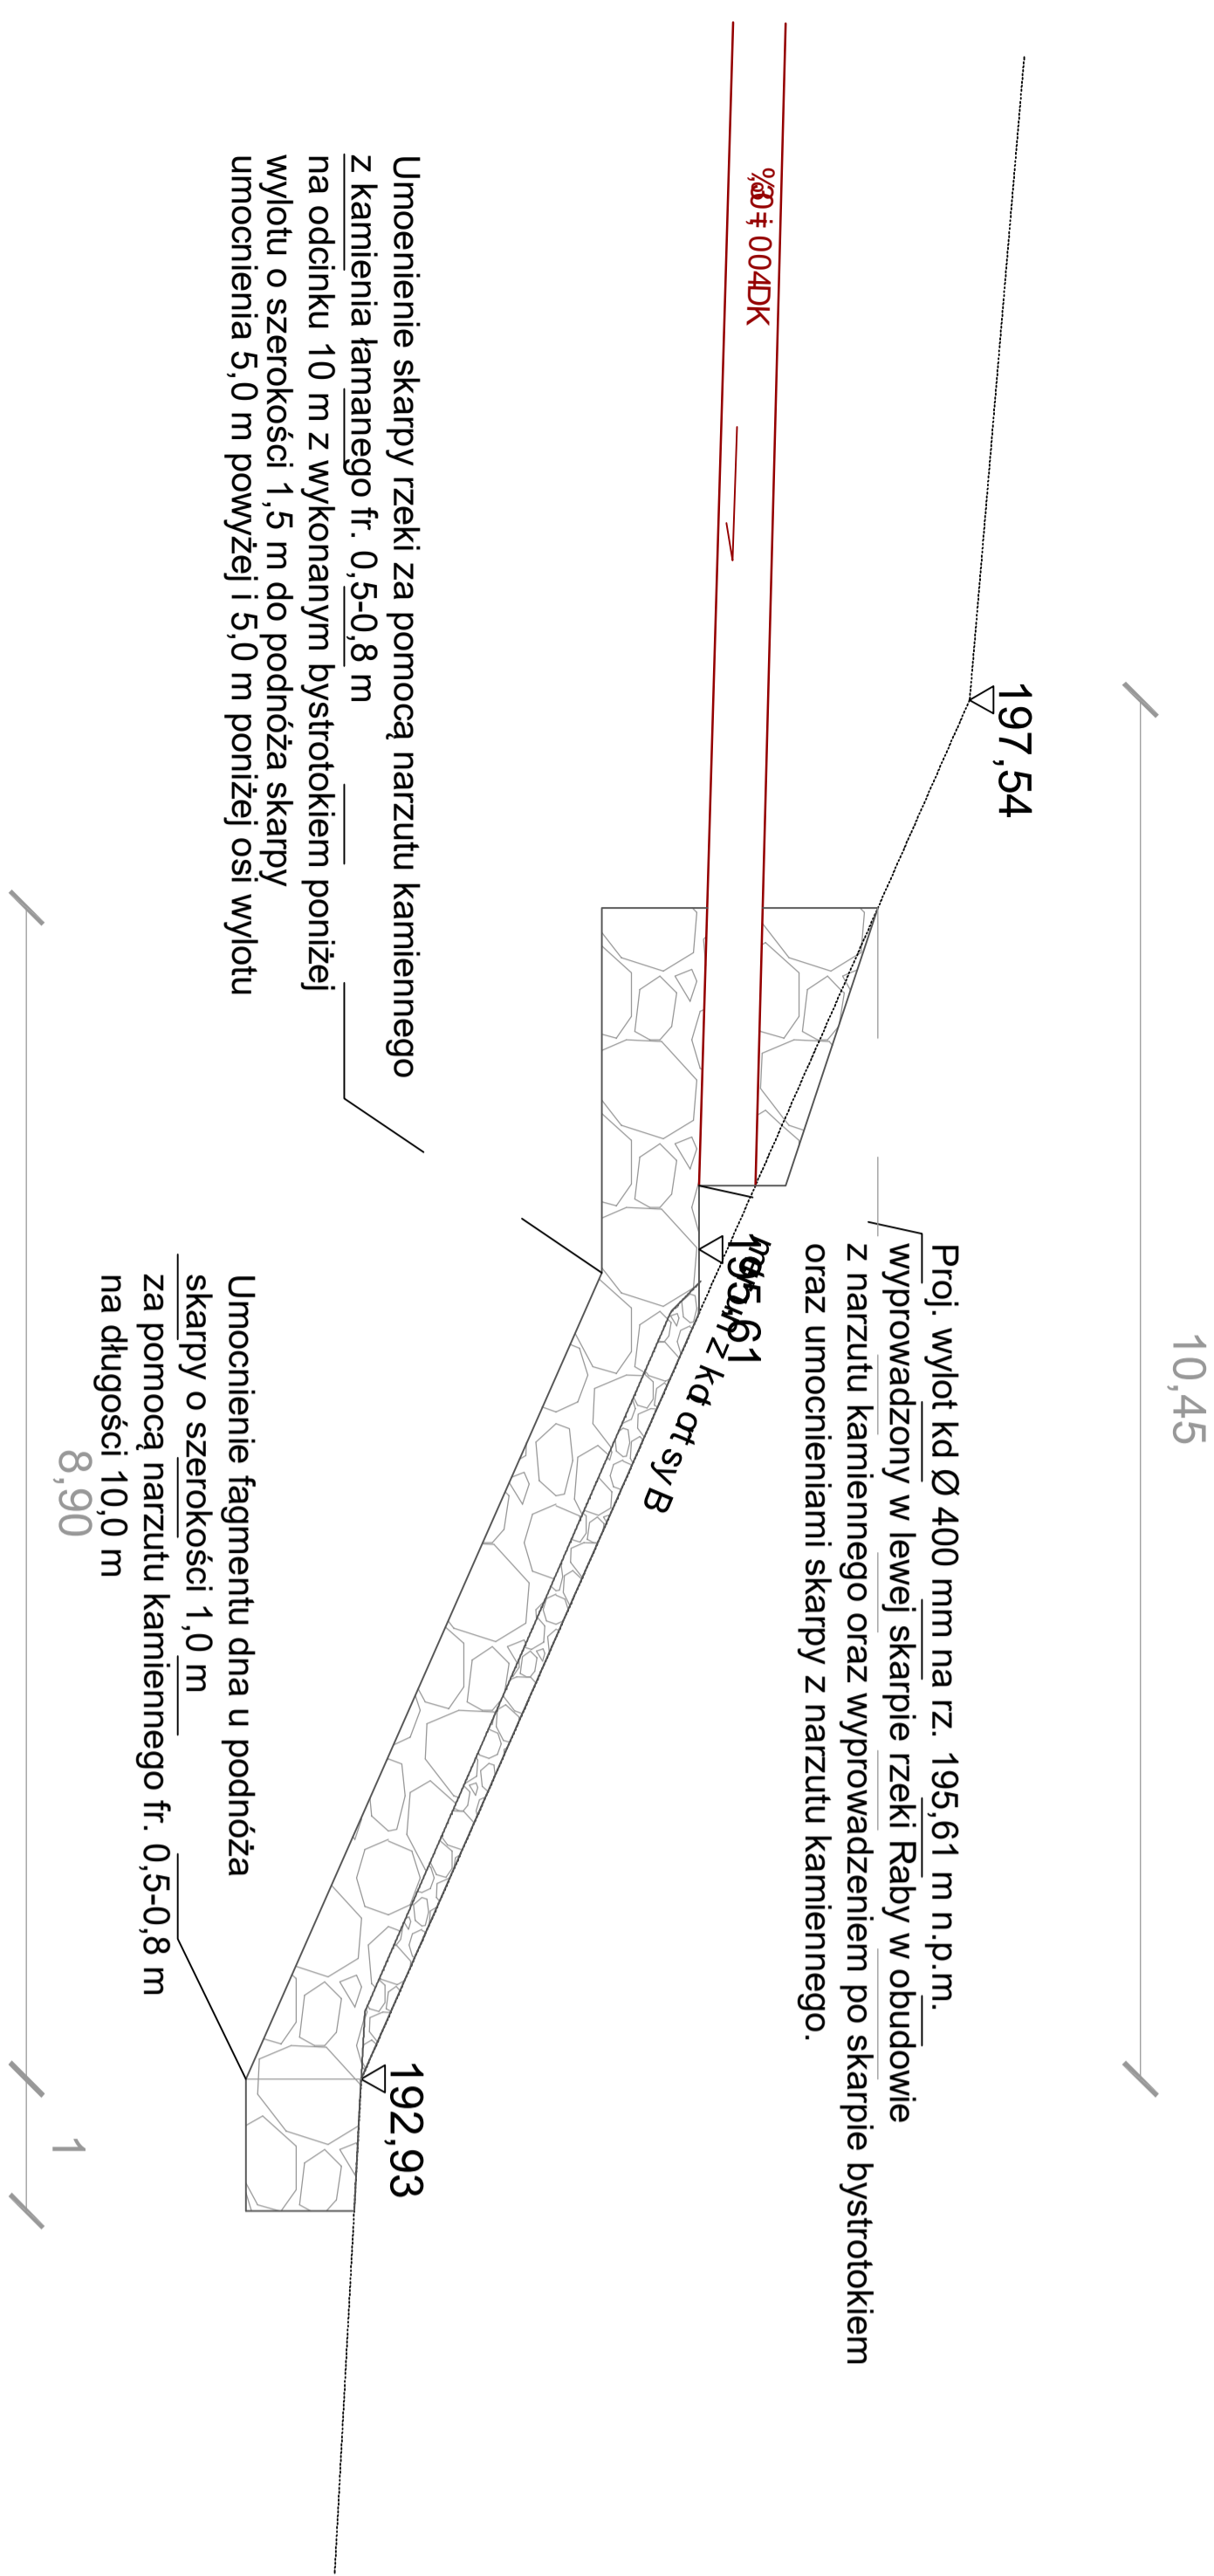 10,45
197,54
Proj. wylot kd Ø 400 mm na rz. 195,61 m n.p.m.
wyprowadzony w lewej skarpie rzeki Raby w obudowie
z narzutu kamiennego oraz wyprowadzeniem po skarpie bystrotokiem
oraz umocnieniami skarpy z narzutu kamiennego.
195,61
192,93
Umoenienie skarpy rzeki za pomocą narzutu kamiennego
z kamienia łamanego fr. 0,5-0,8 m
na odcinku 10 m z wykonanym bystrotokiem poniżej
wylotu o szerokości 1,5 m do podnóża skarpy
umocnienia 5,0 m powyżej i 5,0 m poniżej osi wylotu
Umocnienie fagmentu dna u podnóża
skarpy o szerokości 1,0 m
za pomocą narzutu kamiennego fr. 0,5-0,8 m
na długości 10,0 m
8,90
1